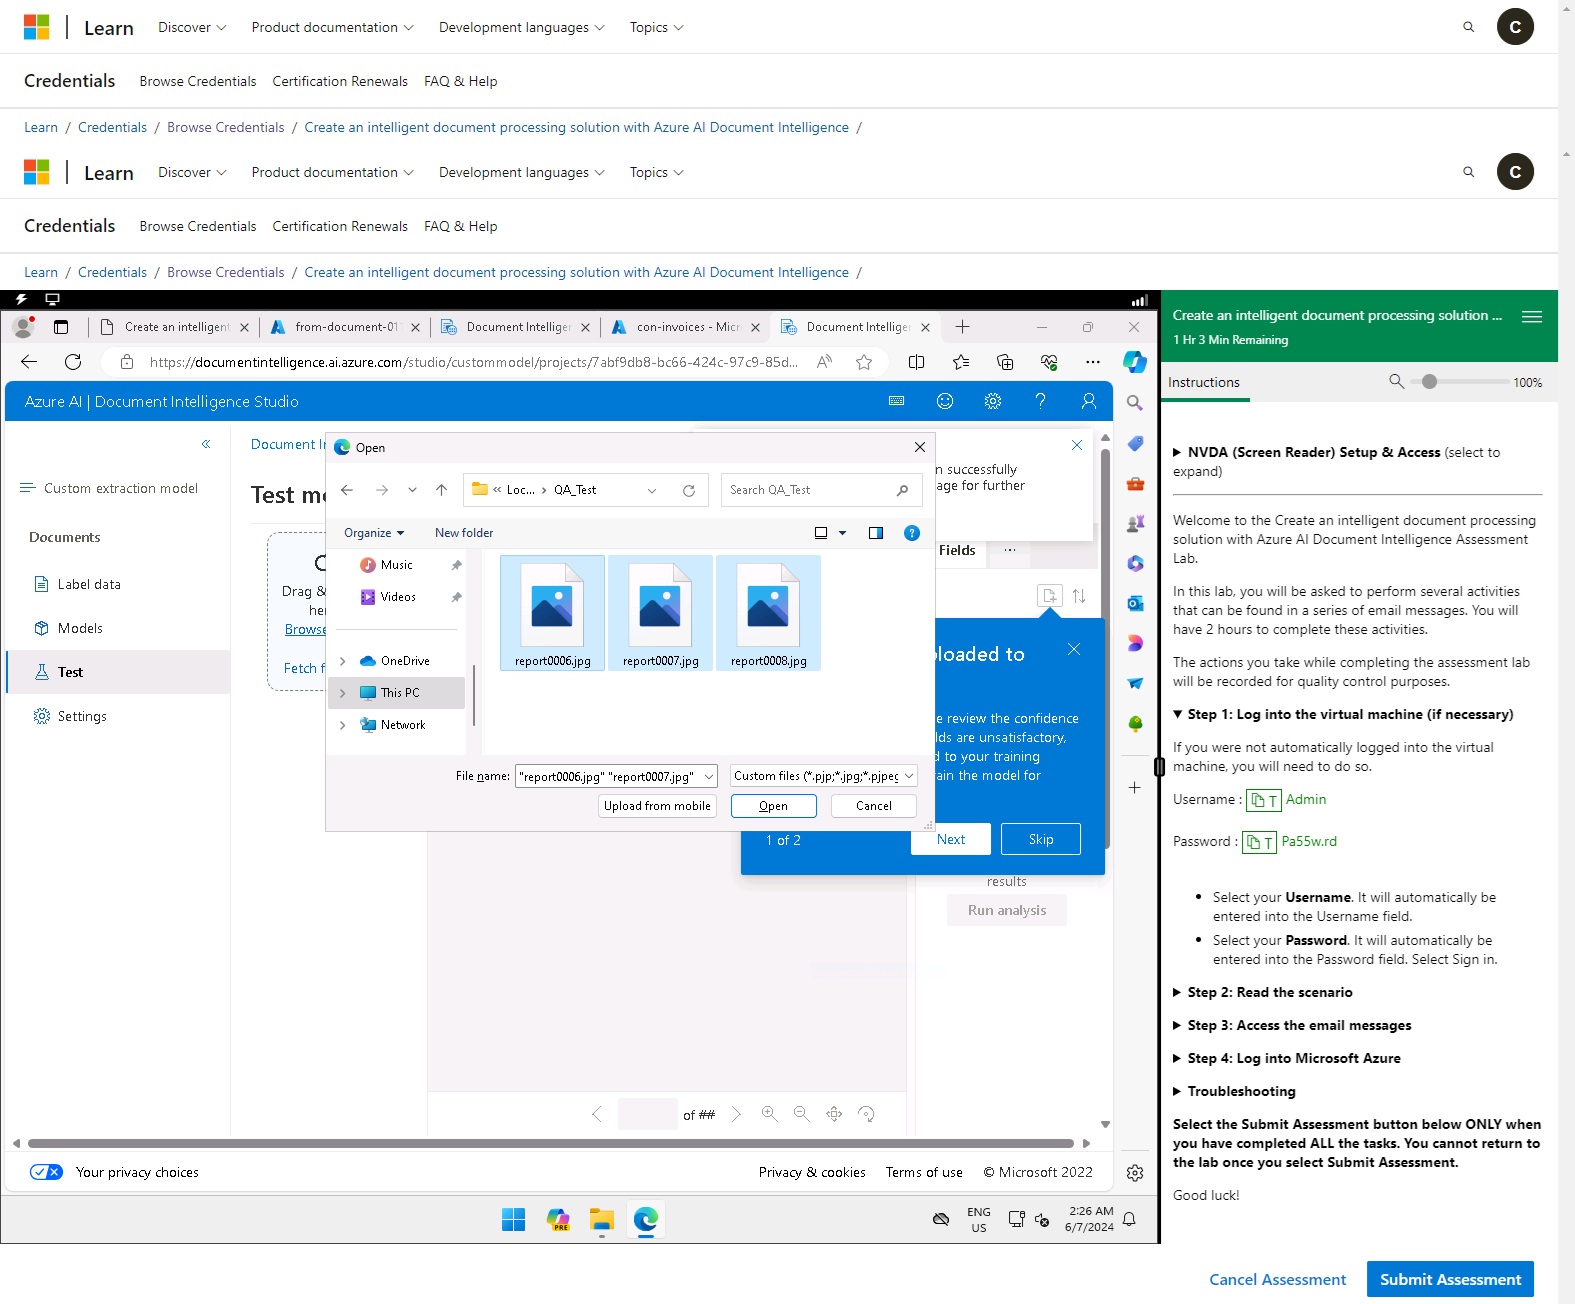 Learn Discover Product documentation Development languages Topics C
Credentials Browse Credentials Certification Renewals FAQ & Help
Learn / Credentials / Browse Credentials / Create an intelligent document processing solution with Azure AI Document Intelligence /
Learn Discover Product documentation Development languages Topics C
Credentials Browse Credentials Certification Renewals FAQ & Help
Learn / Credentials / Browse Credentials / Create an intelligent document processing solution with Azure AI Document Intelligence /
Create an intelligent from-document-01 Document Intellige con-invoices - Micr Document Intellige
https://documentintelligence.ai.azure.com/studio/custommodel/projects/7abf9db8-bc66-424c-97c9-85d...
Azure AI | Document Intelligence Studio
Custom extraction model
Documents
Label data
Models
Test
Settings
Document In
Test m
Drag &
her
Browse
Fetch f
Open
Loc... QA_Test
Search QA_Test
Organize New folder
Music
Videos
OneDrive
This PC
Network
report0006.jpg report0007.jpg report0008.jpg
File name: "report0006.jpg" "report0007.jpg" Custom files (*.pjp;*.jpg;*.pjpeg
Upload from mobile Open Cancel
n successfully
age for further
Fields ...
loaded to
e review the confidence
lds are unsatisfactory,
d to your training
rain the model for
1 of 2 Next Skip
results
Run analysis
of ##
Your privacy choices Privacy & cookies Terms of use © Microsoft 2022
PRE
ENG
US
2:26 AM
6/7/2024
Create an intelligent document processing solution ...
1 Hr 3 Min Remaining
Instructions 100%
NVDA (Screen Reader) Setup & Access (select to
expand)
Welcome to the Create an intelligent document processing
solution with Azure AI Document Intelligence Assessment
Lab.
In this lab, you will be asked to perform several activities
that can be found in a series of email messages. You will
have 2 hours to complete these activities.
The actions you take while completing the assessment lab
will be recorded for quality control purposes.
Step 1: Log into the virtual machine (if necessary)
If you were not automatically logged into the virtual
machine, you will need to do so.
Username : T Admin
Password : T Pa55w.rd
• Select your Username. It will automatically be
entered into the Username field.
• Select your Password. It will automatically be
entered into the Password field. Select Sign in.
Step 2: Read the scenario
Step 3: Access the email messages
Step 4: Log into Microsoft Azure
Troubleshooting
Select the Submit Assessment button below ONLY when
you have completed ALL the tasks. You cannot return to
the lab once you select Submit Assessment.
Good luck!
Cancel Assessment Submit Assessment